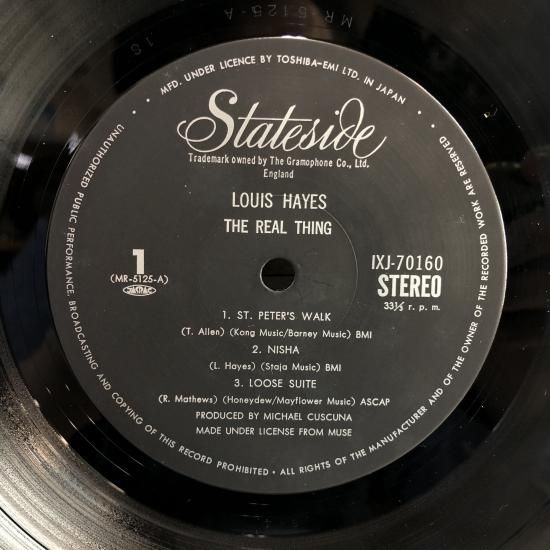 MR-5125-A 1S
MFD. UNDER LICENCE BY TOSHIBA-EMI LTD. IN JAPAN
Stateside
Trademark owned by The Gramophone Co., Ltd.
England
LOUIS HAYES
THE REAL THING
1
(MR-5125-A)
IXJ-70160
STEREO
33⅓ r. p. m.
1. ST. PETER'S WALK
(T. Allen) (Kong Music/Barney Music) BMI
2. NISHA
(L. Hayes) (Staja Music) BMI
3. LOOSE SUITE
(R. Mathews) (Honeydew/Mayflower Music) ASCAP
PRODUCED BY MICHAEL CUSCUNA
MADE UNDER LICENSE FROM MUSE
UNAUTHORIZED PUBLIC PERFORMANCE, BROADCASTING AND COPYING OF THIS RECORD PROHIBITED • ALL RIGHTS OF THE MANUFACTURER AND OF THE OWNER OF THE RECORDED WORK ARE RESERVED